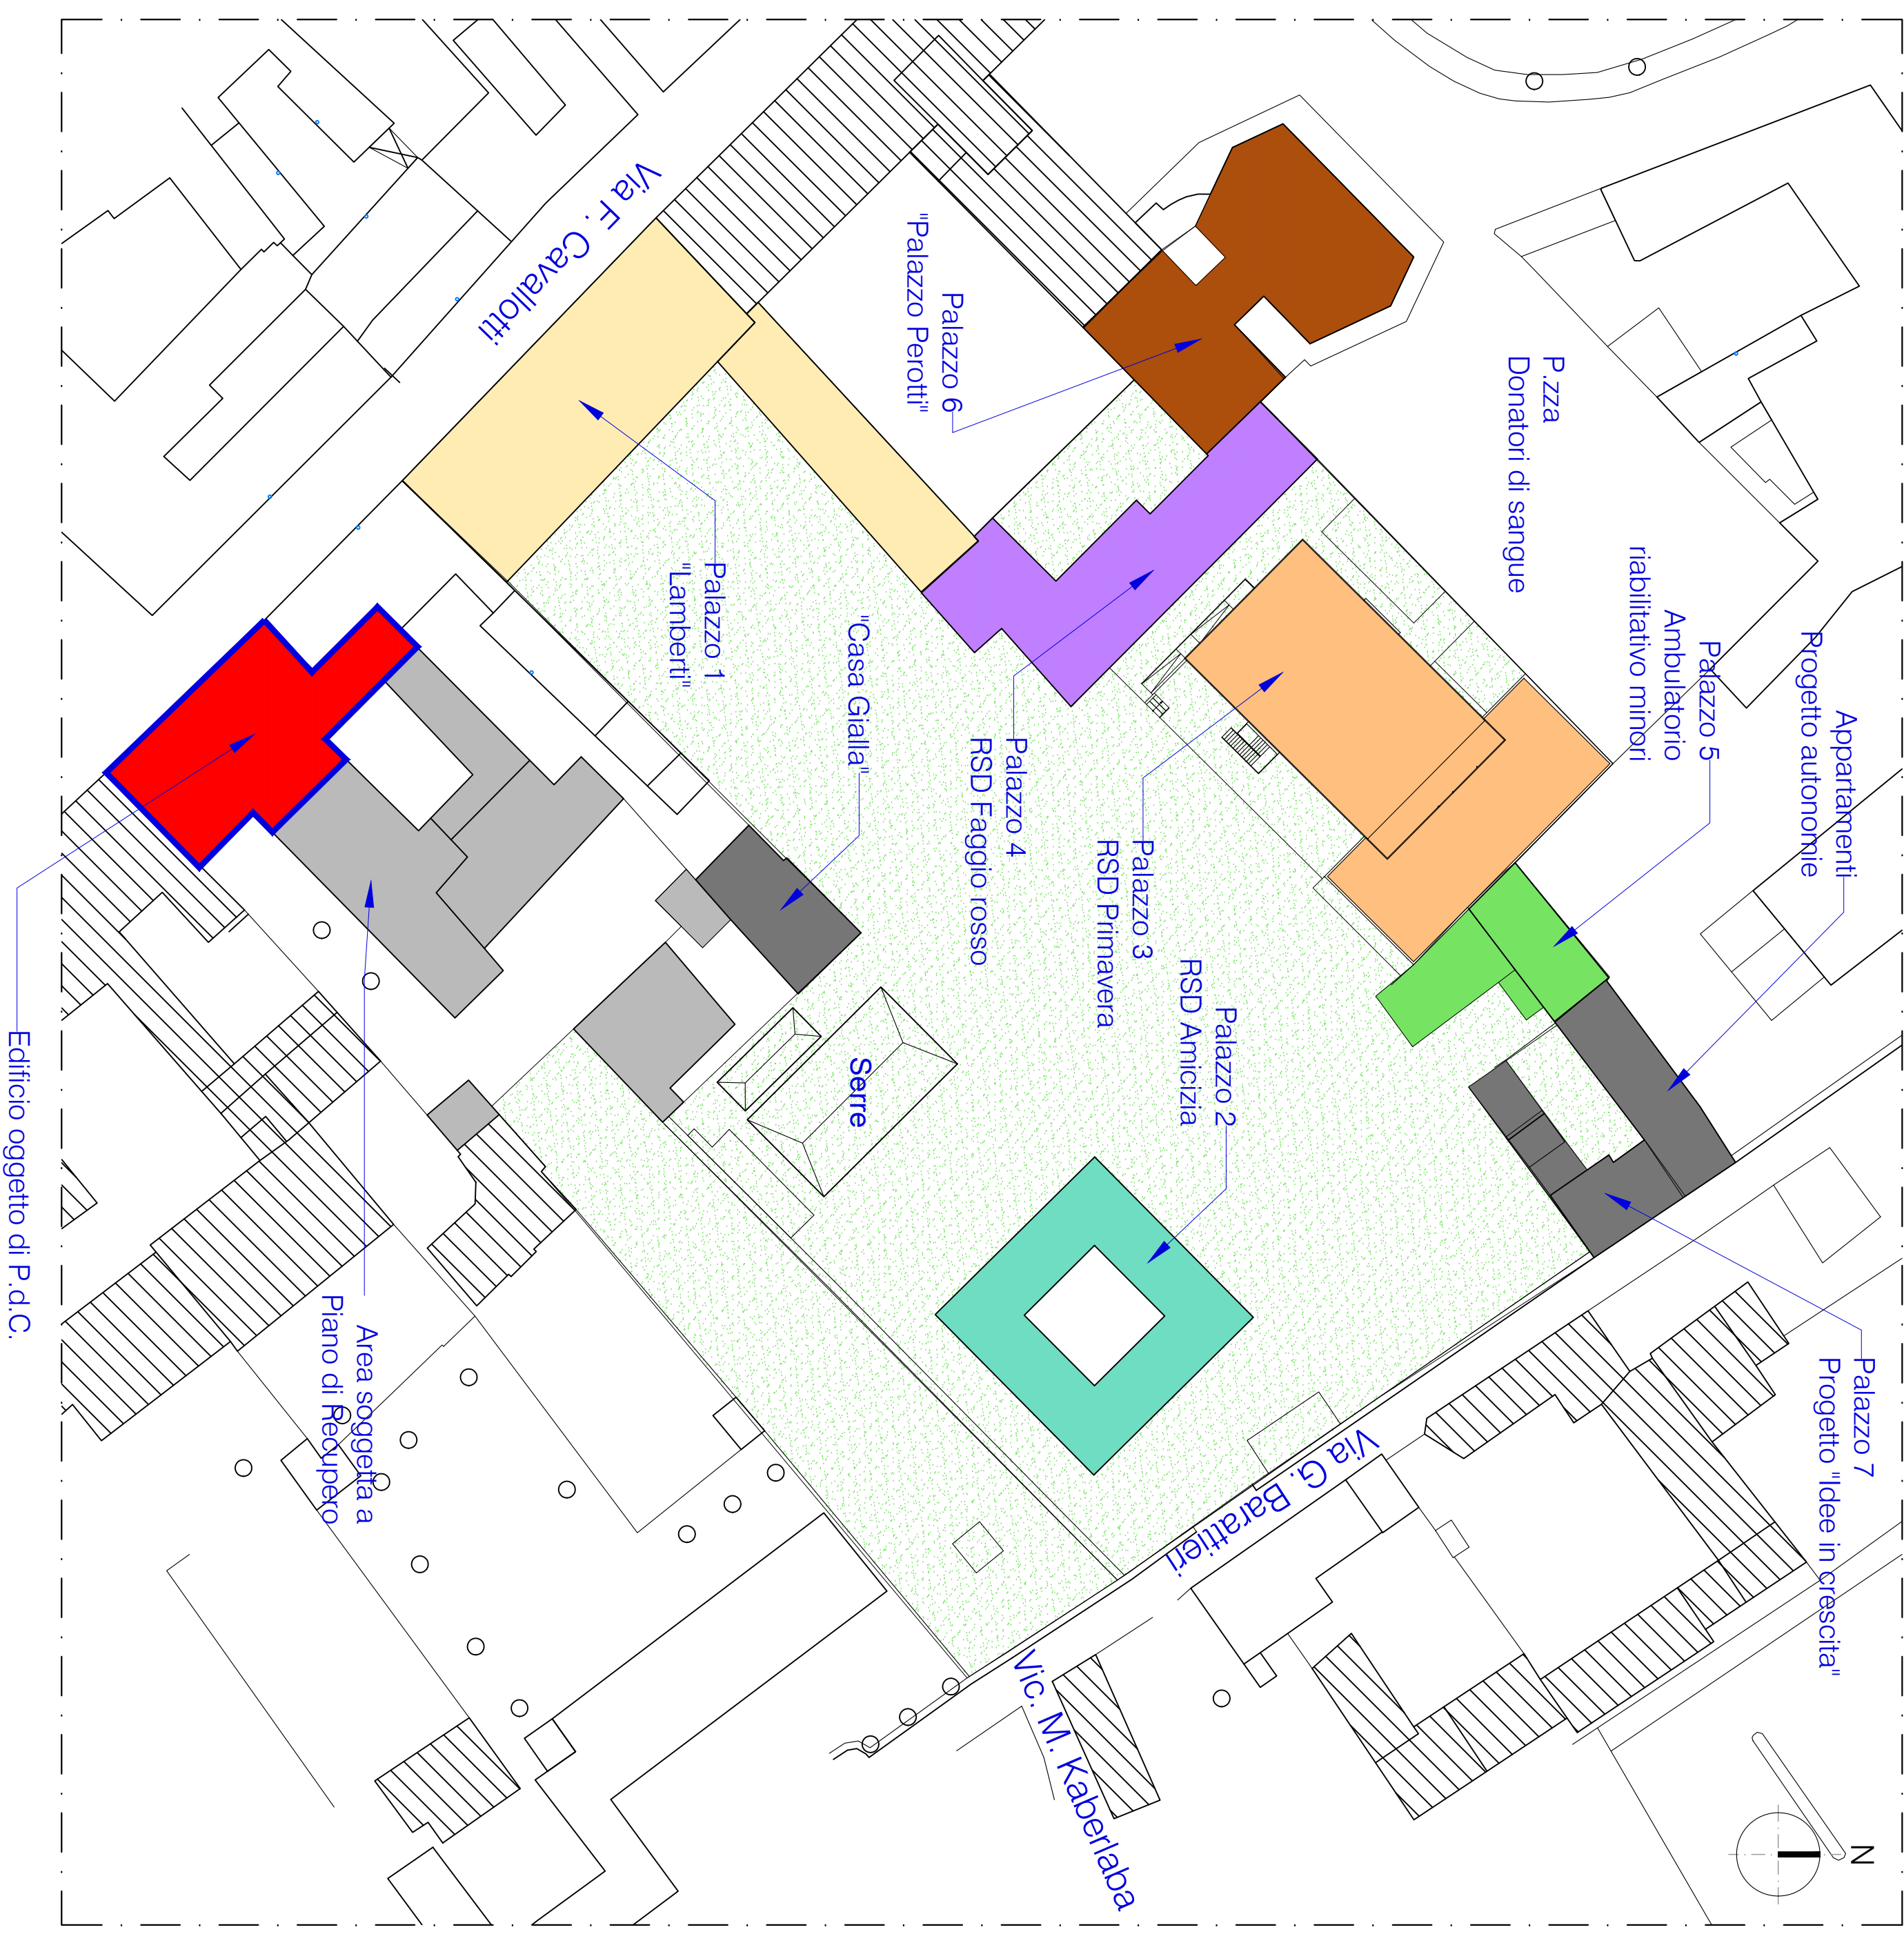 Via F. Cavallotti
Palazzo 6
"Palazzo Perotti"
P.zza
Donatori di sangue
Palazzo 1
"Lamberti"
"Casa Gialla"
Palazzo 4
RSD Faggio rosso
Palazzo 3
RSD Primavera
Palazzo 5
Ambulatorio
riabilitativo minori
Appartamenti
Progetto autonomie
Palazzo 2
RSD Amicizia
Serre
Palazzo 7
Progetto "Idee in crescita"
Edificio oggetto di P.d.C.
Area soggetta a
Piano di Recupero
Via G. Barattieri
Vic. M. Kaberlaba
N